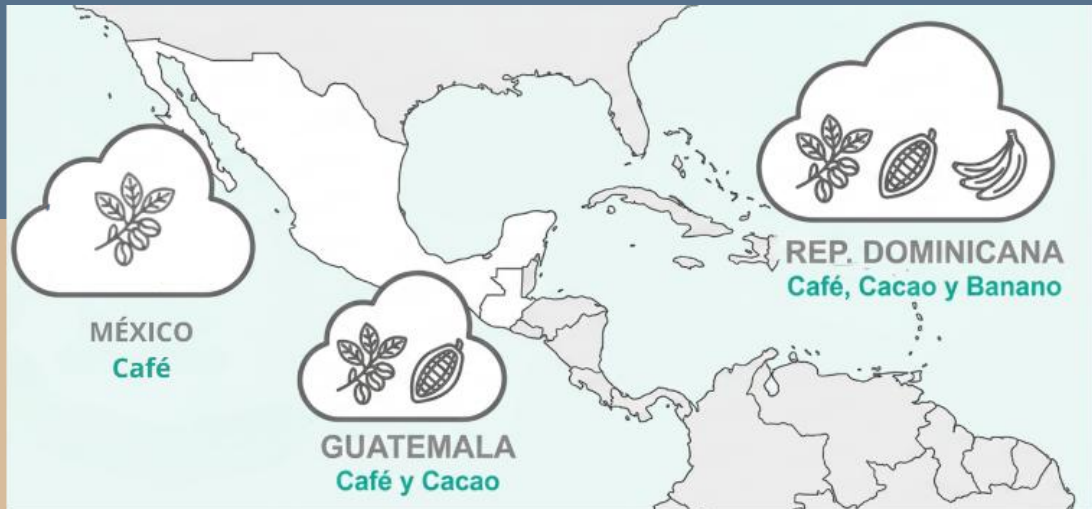 REP. DOMINICANA
Café, Cacao y Banano
MÉXICO
Café
GUATEMALA
Café y Cacao